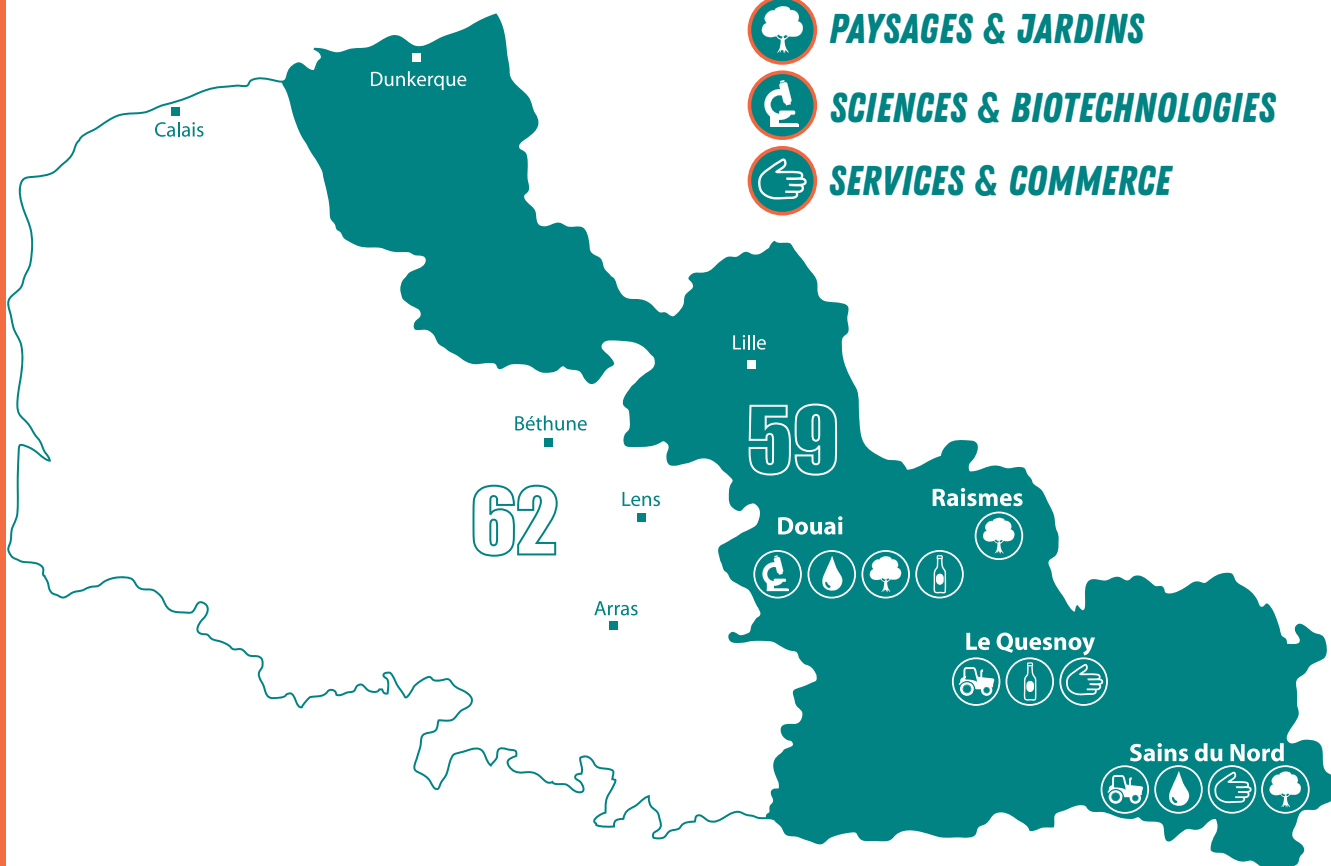 PAYSAGES & JARDINS
SCIENCES & BIOTECHNOLOGIES
SERVICES & COMMERCE
Dunkerque
Calais
Lille
59
Béthune
62
Lens
Raismes
Douai
Arras
Le Quesnoy
Sains du Nord